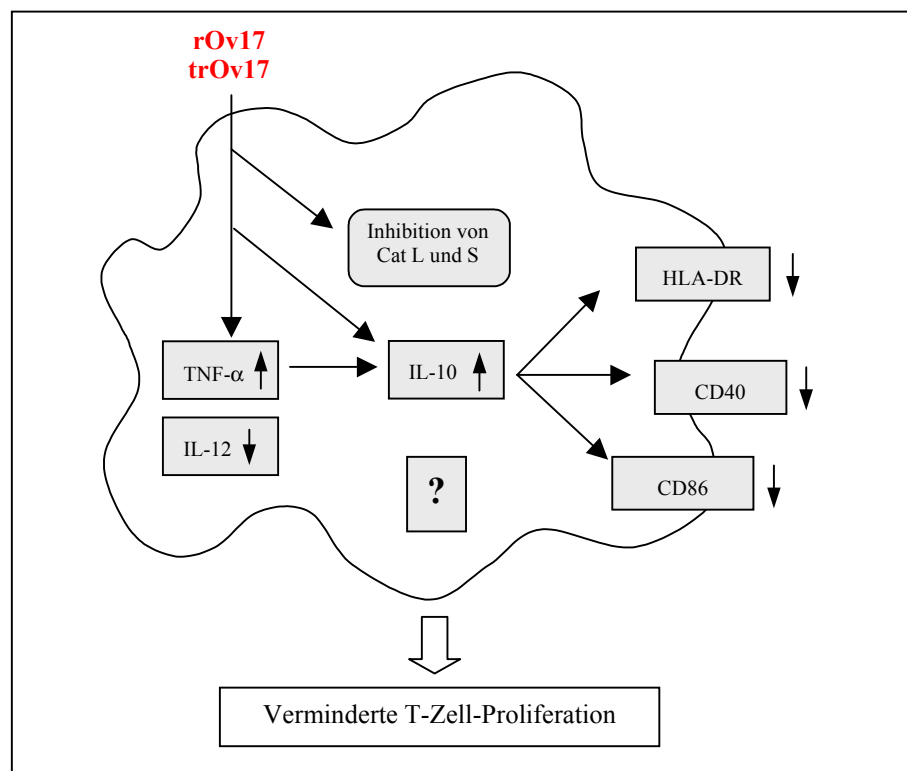 rOv17
trOv17
Inhibition von
Cat L und S
HLA-DR
TNF-α
IL-10
CD40
IL-12
CD86
?
Verminderte T-Zell-Proliferation